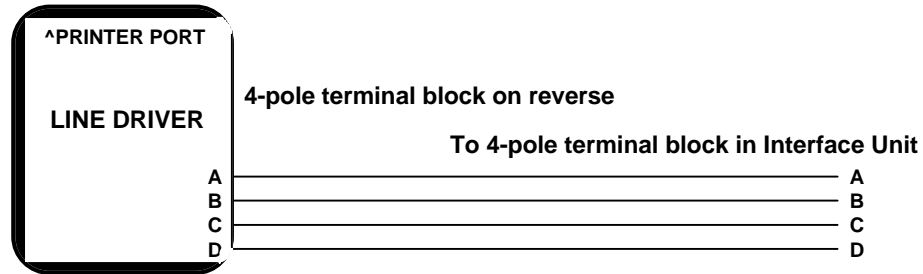 ^PRINTER PORT
4-pole terminal block on reverse
LINE DRIVER
To 4-pole terminal block in Interface Unit
A A
B B
C C
D D